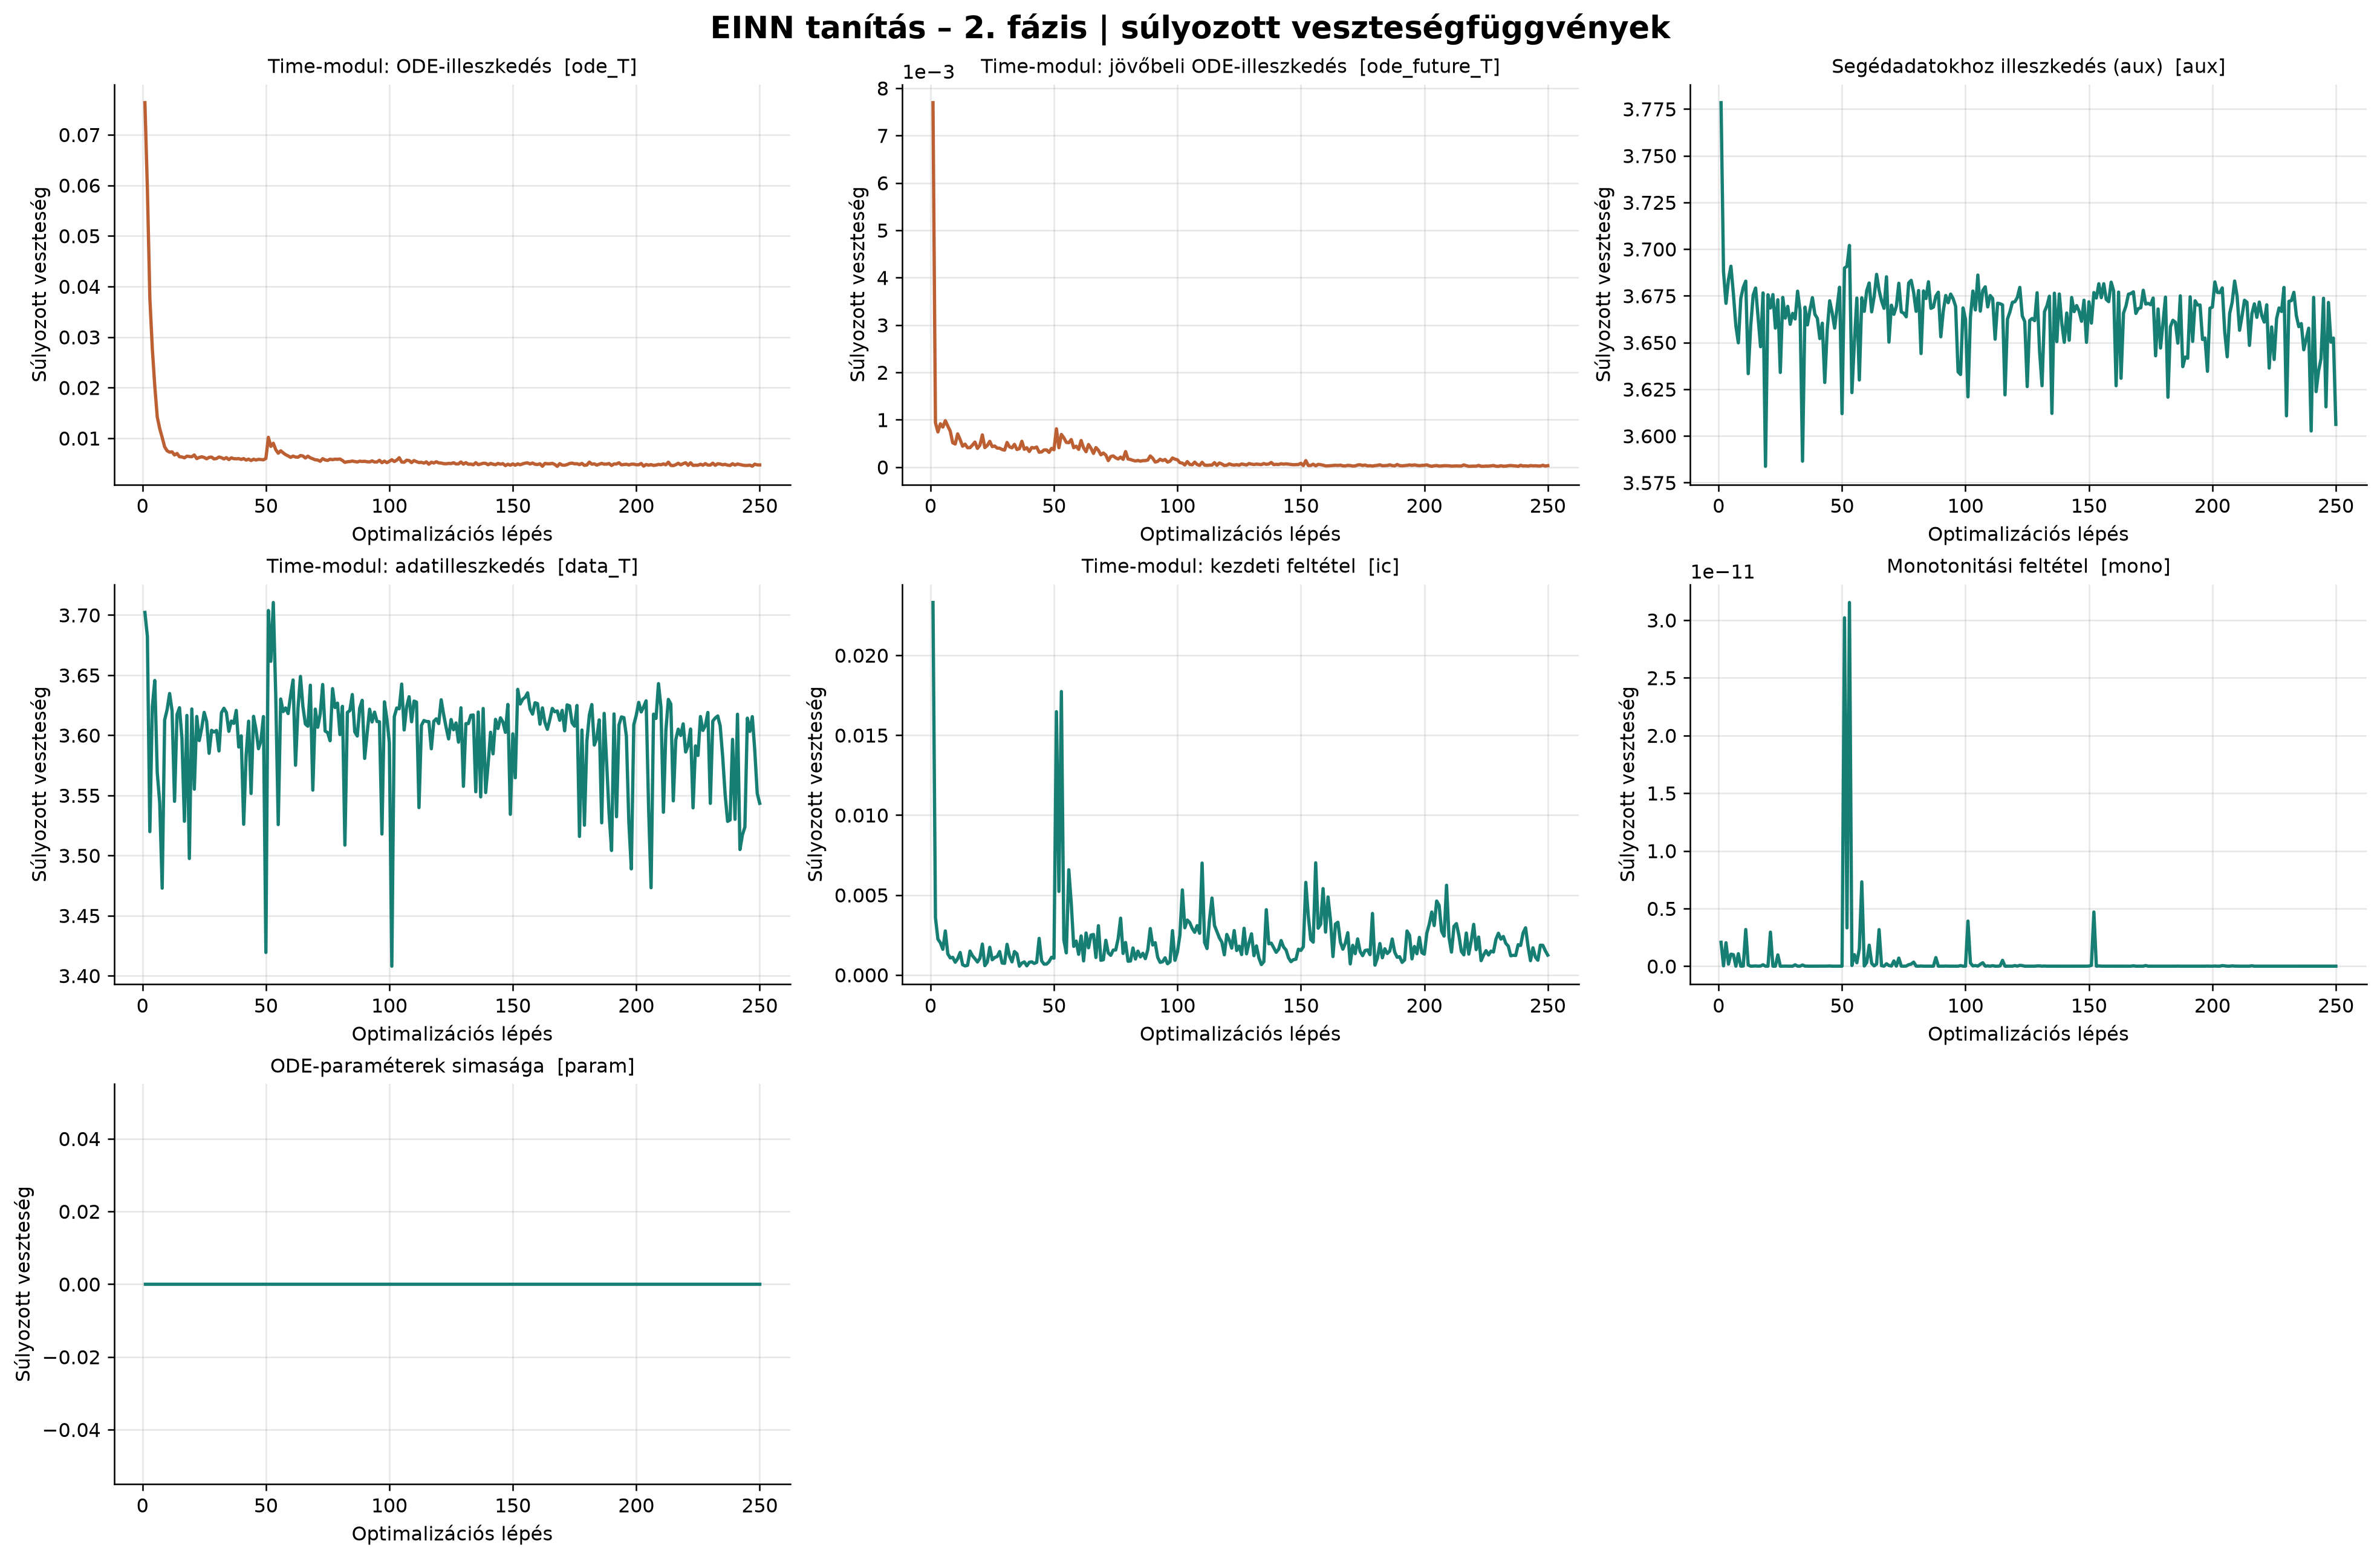 EINN tanítás – 2. fázis | súlyozott veszteségfüggvények
Time-modul: ODE-illeszkedés [ode_T]
Súlyozott veszteség
0.07
0.06
0.05
0.04
0.03
0.02
0.01
0 50 100 150 200 250
Optimalizációs lépés
Time-modul: jövőbeli ODE-illeszkedés [ode_future_T]
1e−3
Súlyozott veszteség
8
7
6
5
4
3
2
1
0
0 50 100 150 200 250
Optimalizációs lépés
Segédadatokhoz illeszkedés (aux) [aux]
Súlyozott veszteség
3.775
3.750
3.725
3.700
3.675
3.650
3.625
3.600
3.575
0 50 100 150 200 250
Optimalizációs lépés
Time-modul: adatilleszkedés [data_T]
Súlyozott veszteség
3.70
3.65
3.60
3.55
3.50
3.45
3.40
0 50 100 150 200 250
Optimalizációs lépés
Time-modul: kezdeti feltétel [ic]
Súlyozott veszteség
0.020
0.015
0.010
0.005
0.000
0 50 100 150 200 250
Optimalizációs lépés
Monotonitási feltétel [mono]
1e−11
Súlyozott veszteség
3.0
2.5
2.0
1.5
1.0
0.5
0.0
0 50 100 150 200 250
Optimalizációs lépés
ODE-paraméterek simasága [param]
Súlyozott veszteség
0.04
0.02
0.00
−0.02
−0.04
0 50 100 150 200 250
Optimalizációs lépés